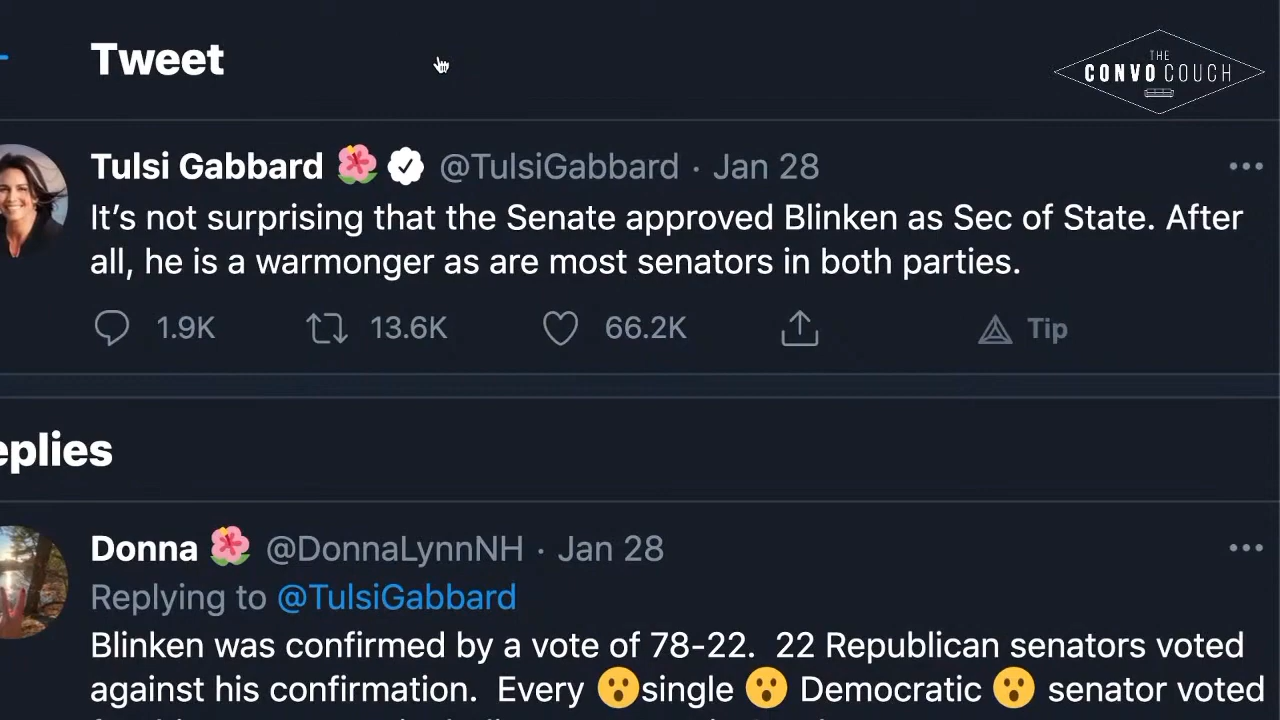 Tweet
THE
CONVO COUCH
Tulsi Gabbard 🌺 @TulsiGabbard · Jan 28
It’s not surprising that the Senate approved Blinken as Sec of State. After
all, he is a warmonger as are most senators in both parties.
1.9K 13.6K 66.2K Tip
eplies
Donna 🌺 @DonnaLynnNH · Jan 28
Replying to @TulsiGabbard
Blinken was confirmed by a vote of 78-22.  22 Republican senators voted
against his confirmation.  Every 😮single 😮 Democratic 😮 senator voted